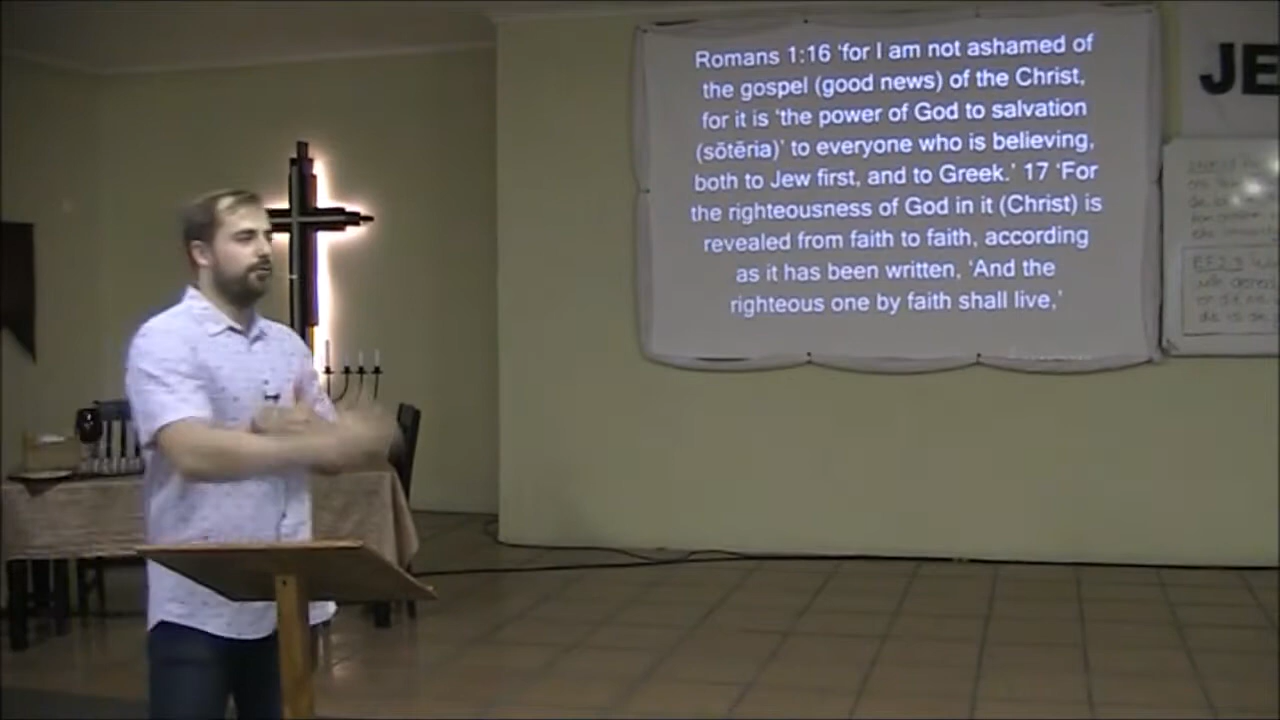 Romans 1:16 ‘for I am not ashamed of
the gospel (good news) of the Christ,
for it is ‘the power of God to salvation
(sōtēria)’ to everyone who is believing,
both to Jew first, and to Greek.’ 17 ‘For
the righteousness of God in it (Christ) is
revealed from faith to faith, according
as it has been written, ‘And the
righteous one by faith shall live,’
JE